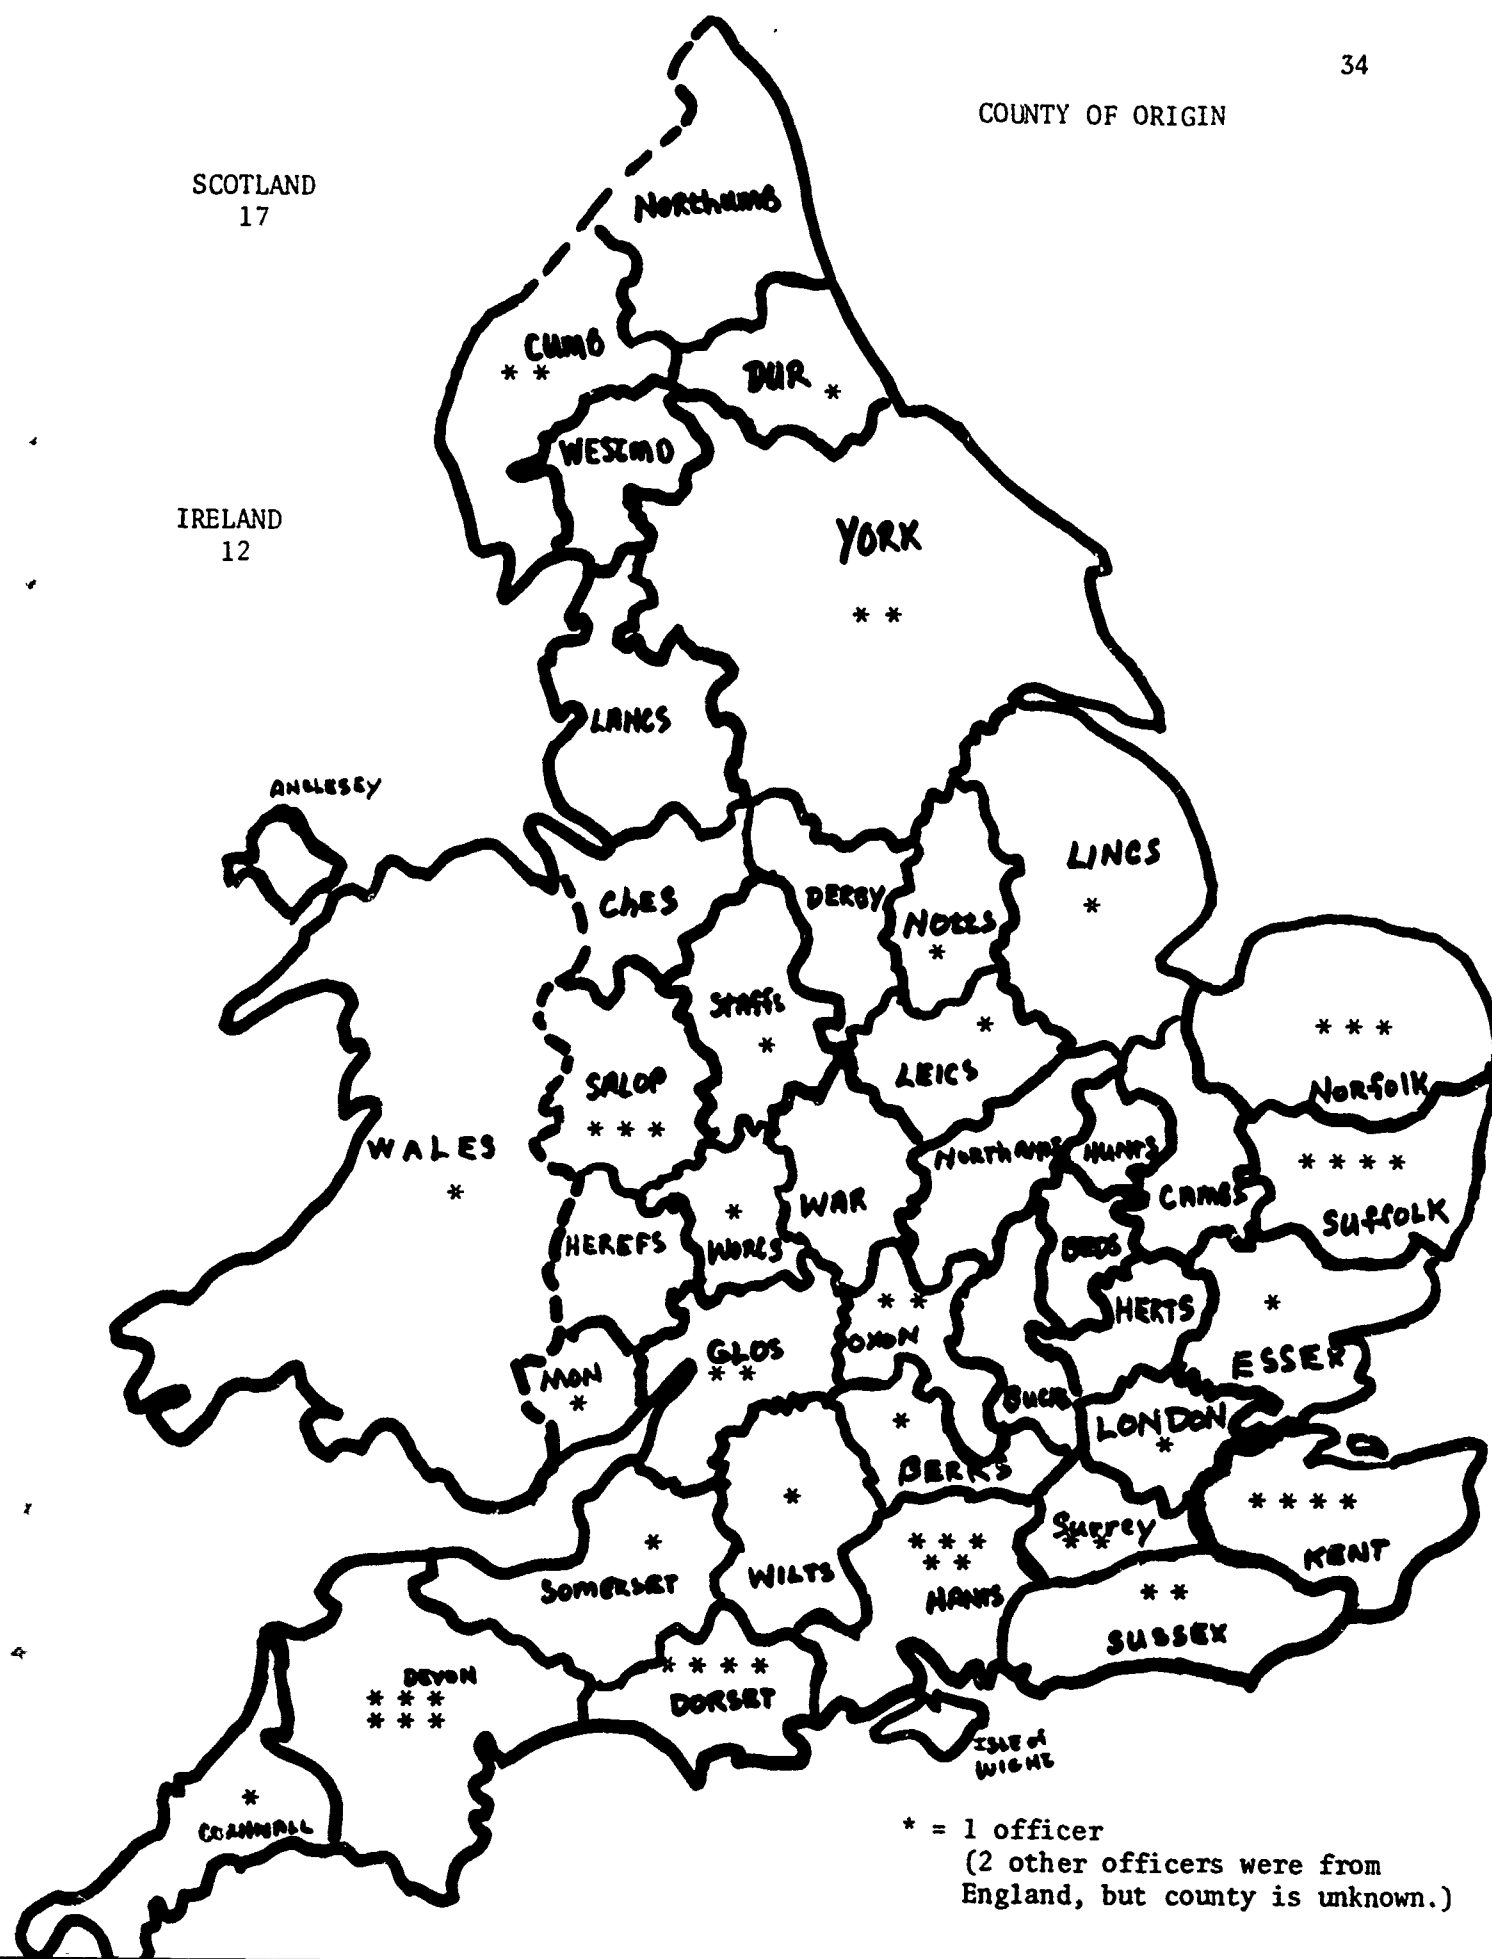 34
COUNTY OF ORIGIN
SCOTLAND
17
Northumb
CUMB
* *
DUR *
WESTMO
IRELAND
12
YORK
* *
LANCS
ANGLESEY
LINCS
*
CHES
DERBY
NOTTS
*
STAFFS
*
*
LEICS
* * *
Norfolk
SALOP
* * *
WALES
*
NORTHAMPS
HUNTS
* * * *
SUFFOLK
CAMBS
WAR
*
WORCS
HEREFS
BEDS
HERTS
* *
OXON
*
ESSEX
GLOS
* *
MON
*
BUCKS
LONDON
*
*
BERKS
* * * *
KENT
*
WILTS
*
SOMERSET
* * *
* *
HANTS
Surrey
* *
* *
SUSSEX
* * * *
DORSET
DEVON
* * *
* * *
ISLE of
WIGHT
*
CORNWALL
* = 1 officer
(2 other officers were from
England, but county is unknown.)